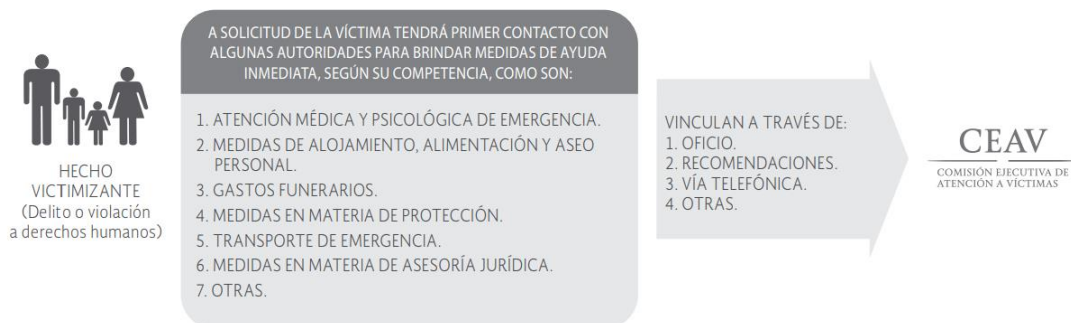 HECHO
VICTIMIZANTE
(Delito o violación
a derechos humanos)
A SOLICITUD DE LA VÍCTIMA TENDRÁ PRIMER CONTACTO CON
ALGUNAS AUTORIDADES PARA BRINDAR MEDIDAS DE AYUDA
INMEDIATA, SEGÚN SU COMPETENCIA, COMO SON:
1. ATENCIÓN MÉDICA Y PSICOLÓGICA DE EMERGENCIA.
2. MEDIDAS DE ALOJAMIENTO, ALIMENTACIÓN Y ASEO
PERSONAL.
3. GASTOS FUNERARIOS.
4. MEDIDAS EN MATERIA DE PROTECCIÓN.
5. TRANSPORTE DE EMERGENCIA.
6. MEDIDAS EN MATERIA DE ASESORÍA JURÍDICA.
7. OTRAS.
VINCULAN A TRAVÉS DE:
1. OFICIO.
2. RECOMENDACIONES.
3. VÍA TELEFÓNICA.
4. OTRAS.
CEAV
COMISIÓN EJECUTIVA DE
ATENCIÓN A VÍCTIMAS